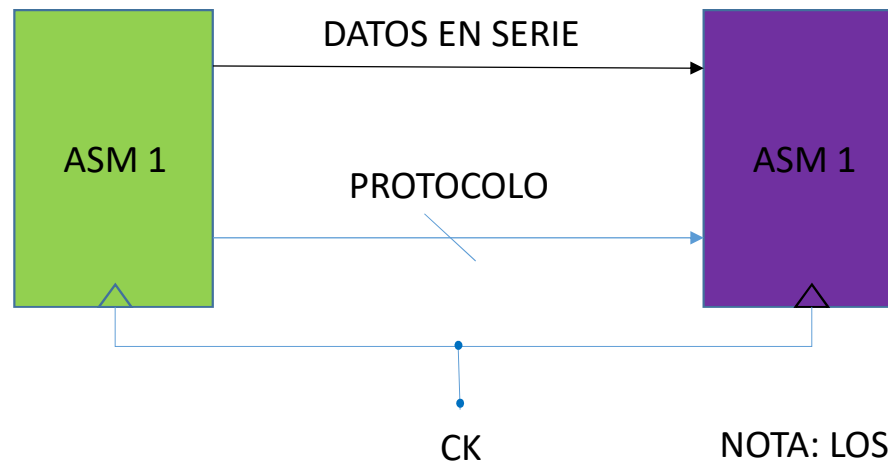 DATOS EN SERIE
ASM 1
ASM 1
PROTOCOLO
CK
NOTA: LOS